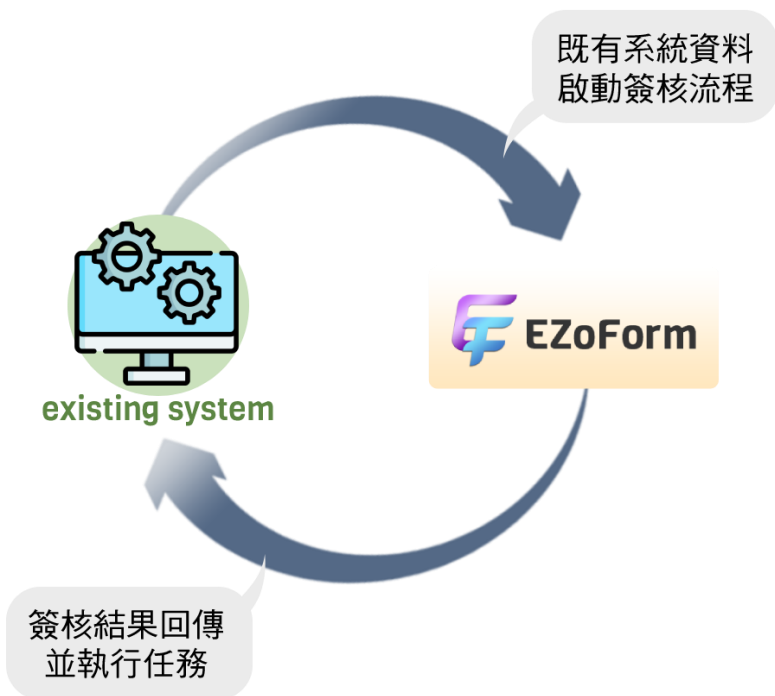 既有系統資料
啟動簽核流程
existing system
EZoForm
簽核結果回傳
並執行任務